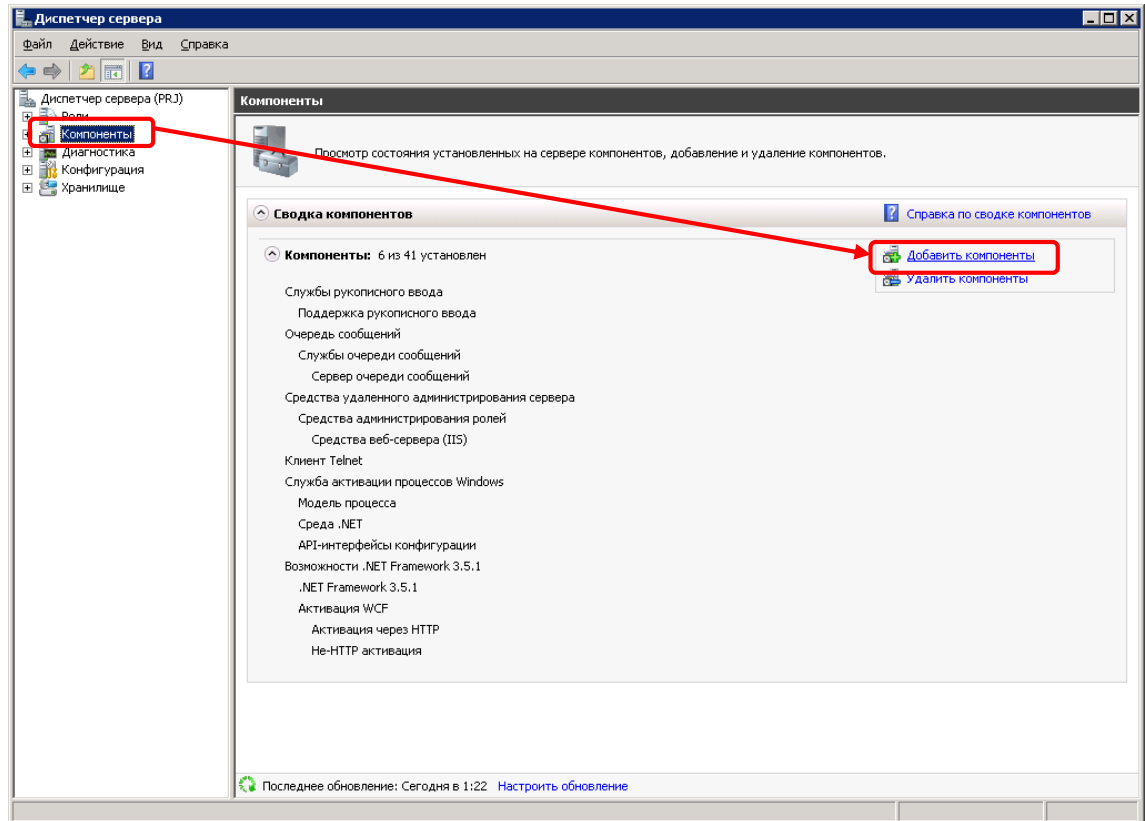 Диспетчер сервера
Файл Действие Вид Справка
Диспетчер сервера (PRJ)
Роли
Компоненты
Диагностика
Конфигурация
Хранилище
Компоненты
Просмотр состояния установленных на сервере компонентов, добавление и удаление компонентов.
Сводка компонентов
Справка по сводке компонентов
Компоненты: 6 из 41 установлен
Добавить компоненты
Удалить компоненты
Службы рукописного ввода
Поддержка рукописного ввода
Очередь сообщений
Службы очереди сообщений
Сервер очереди сообщений
Средства удаленного администрирования сервера
Средства администрирования ролей
Средства веб-сервера (IIS)
Клиент Telnet
Служба активации процессов Windows
Модель процесса
Среда .NET
API-интерфейсы конфигурации
Возможности .NET Framework 3.5.1
.NET Framework 3.5.1
Активация WCF
Активация через HTTP
Не-HTTP активация
Последнее обновление: Сегодня в 1:22 Настроить обновление